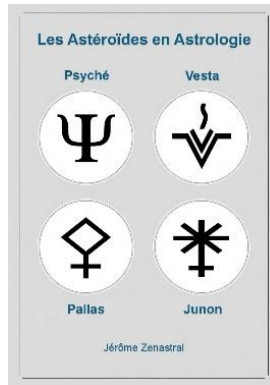 Les Astéroïdes en Astrologie
Psyché Vesta
Pallas Junon
Jérôme Zenastral